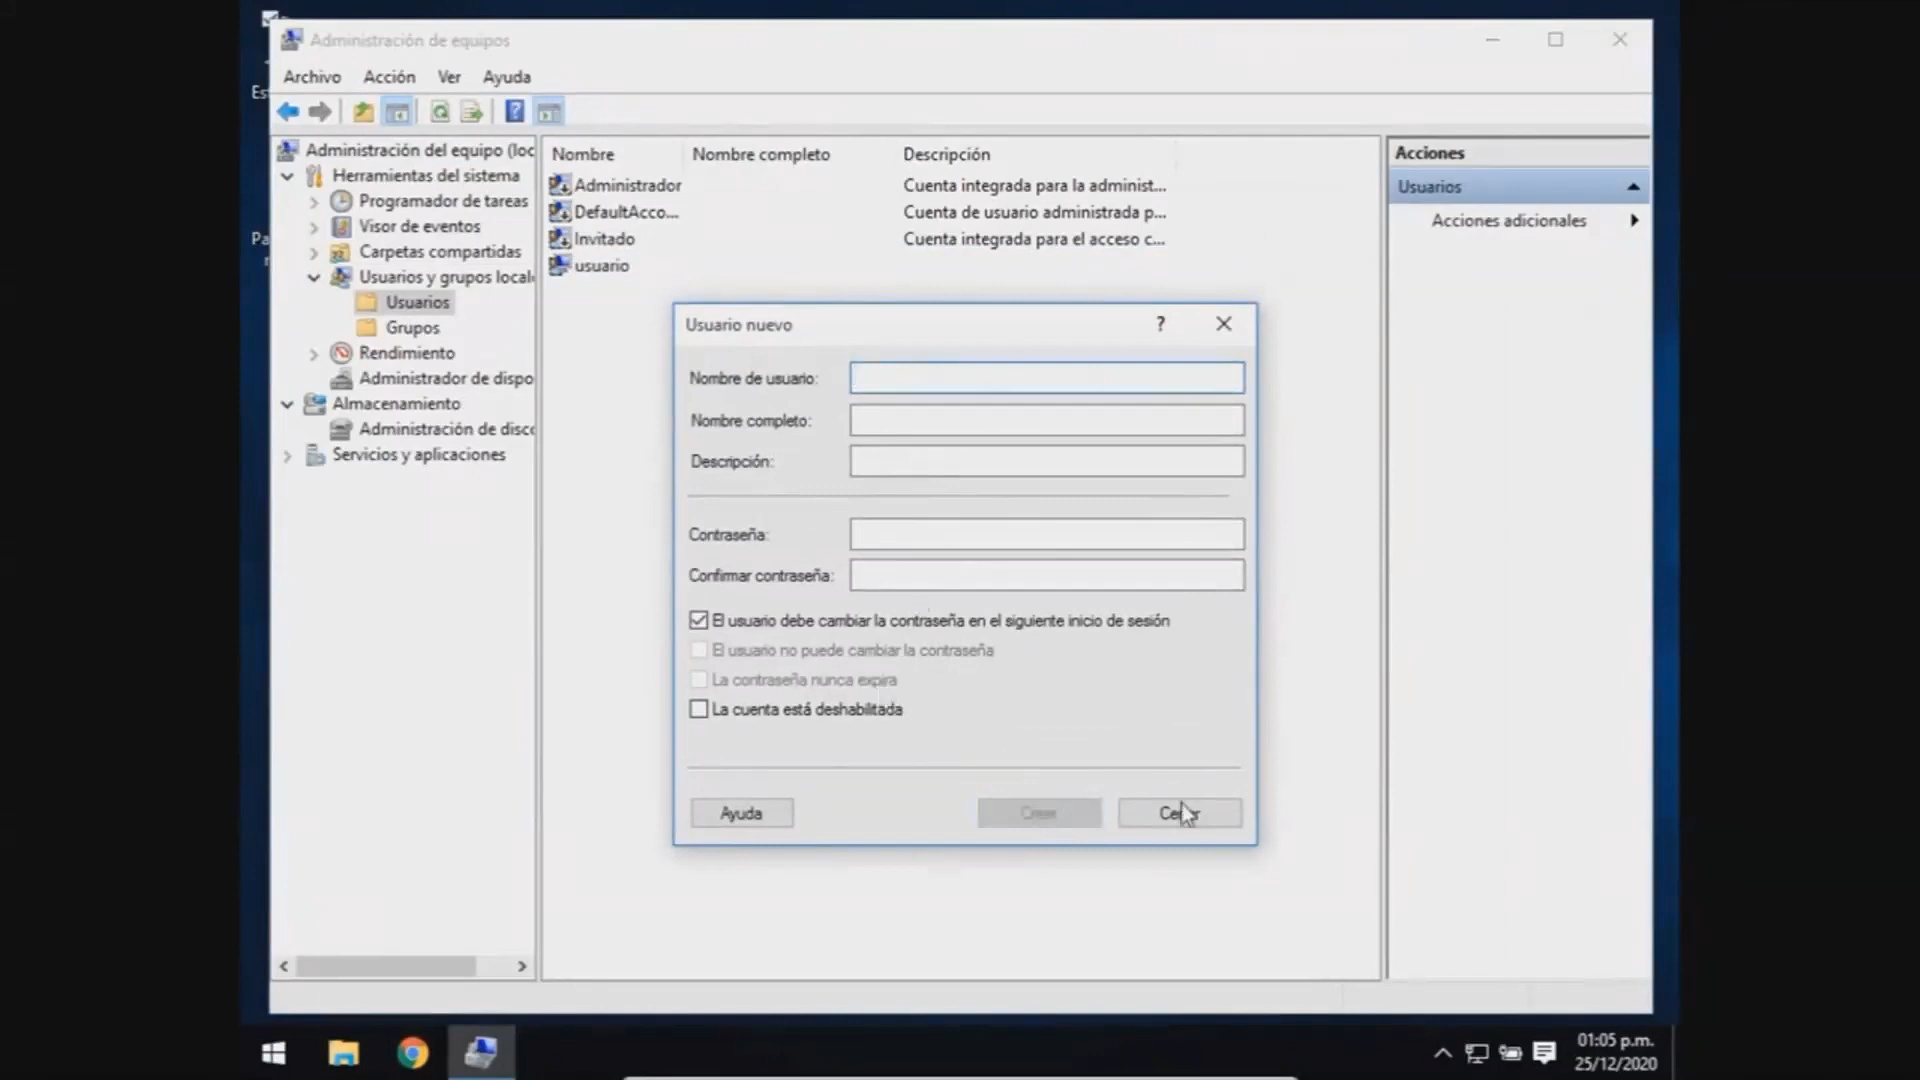 Es
Pa
r
Administración de equipos
Archivo Acción Ver Ayuda
Administración del equipo (loc
Herramientas del sistema
Programador de tareas
Visor de eventos
Carpetas compartidas
Usuarios y grupos local
Usuarios
Grupos
Rendimiento
Administrador de dispo
Almacenamiento
Administración de disc
Servicios y aplicaciones
Nombre Nombre completo Descripción
Administrador Cuenta integrada para la administ...
DefaultAcco... Cuenta de usuario administrada p...
Invitado Cuenta integrada para el acceso c...
usuario
Acciones
Usuarios
Acciones adicionales
Usuario nuevo ?
Nombre de usuario:
Nombre completo:
Descripción:
Contraseña:
Confirmar contraseña:
El usuario debe cambiar la contraseña en el siguiente inicio de sesión
El usuario no puede cambiar la contraseña
La contraseña nunca expira
La cuenta está deshabilitada
Ayuda Crear Cerrar
01:05 p.m.
25/12/2020